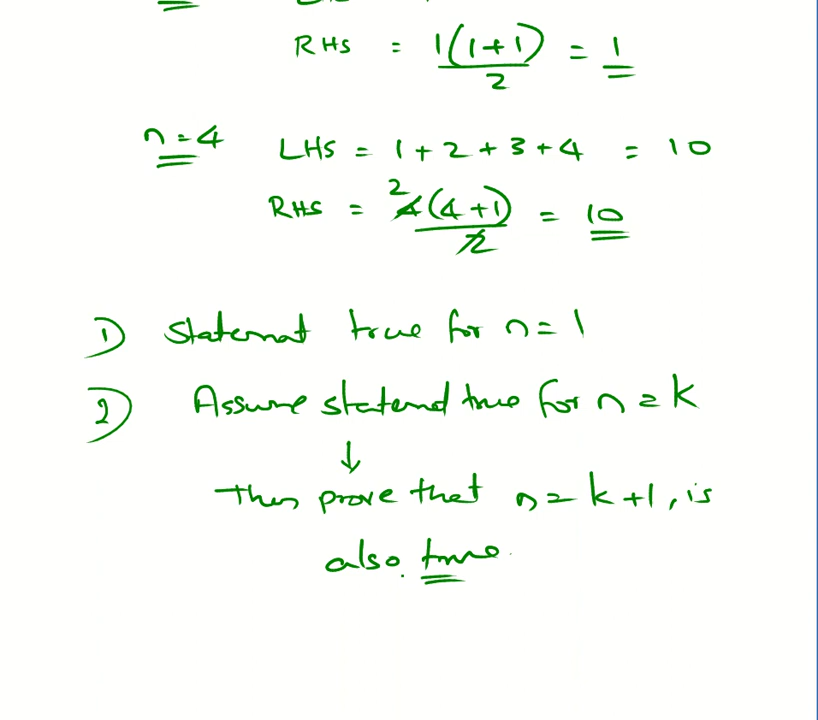 RHS = 1(1+1)/2 = 1
n=4 LHS = 1+2+3+4 = 10
RHS = 2 4(4+1)/2 = 10
1) statement true for n=1
2) Assume statement true for n=k
↓
then prove that n=k+1, is
also true.